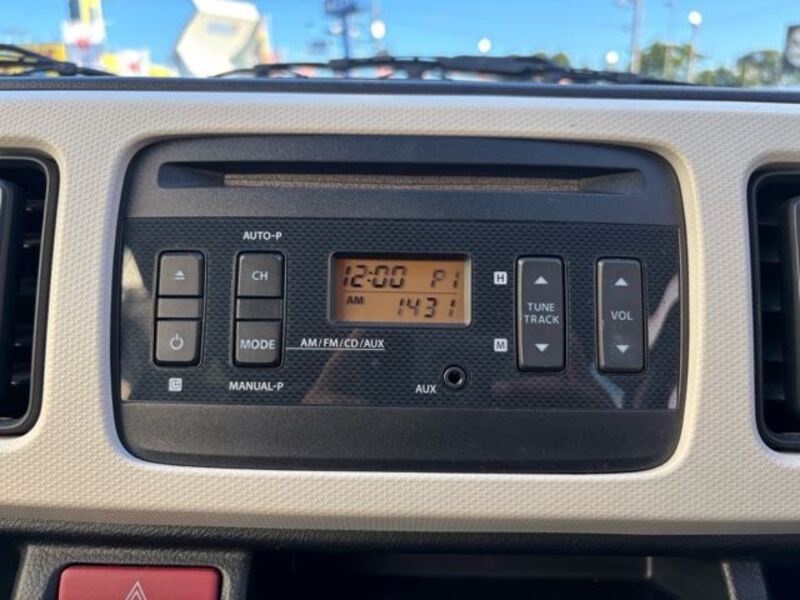 AUTO-P
CH
MODE
AM/FM/CD/AUX
MANUAL-P
12:00 P1
AM 1431
AUX
H
M
TUNE
TRACK
VOL